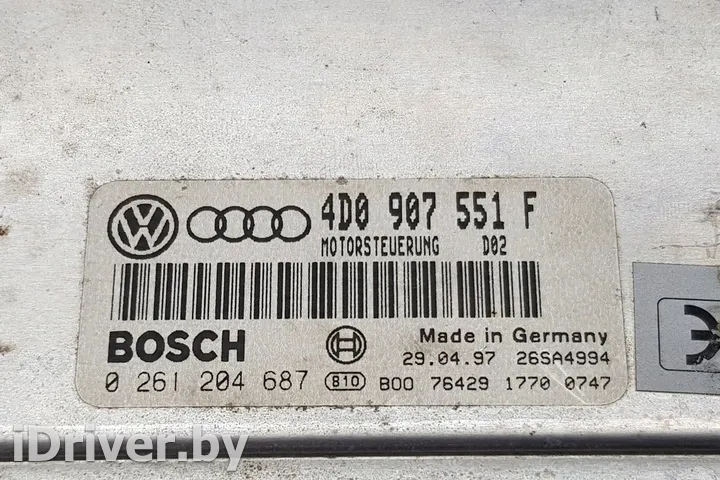 4D0 907 551 F
MOTORSTEUERUNG D02
BOSCH
Made in Germany
29.04.97 26SA4994
0 261 204 687 B10 B00 76429 1770 0747
iDriver.by